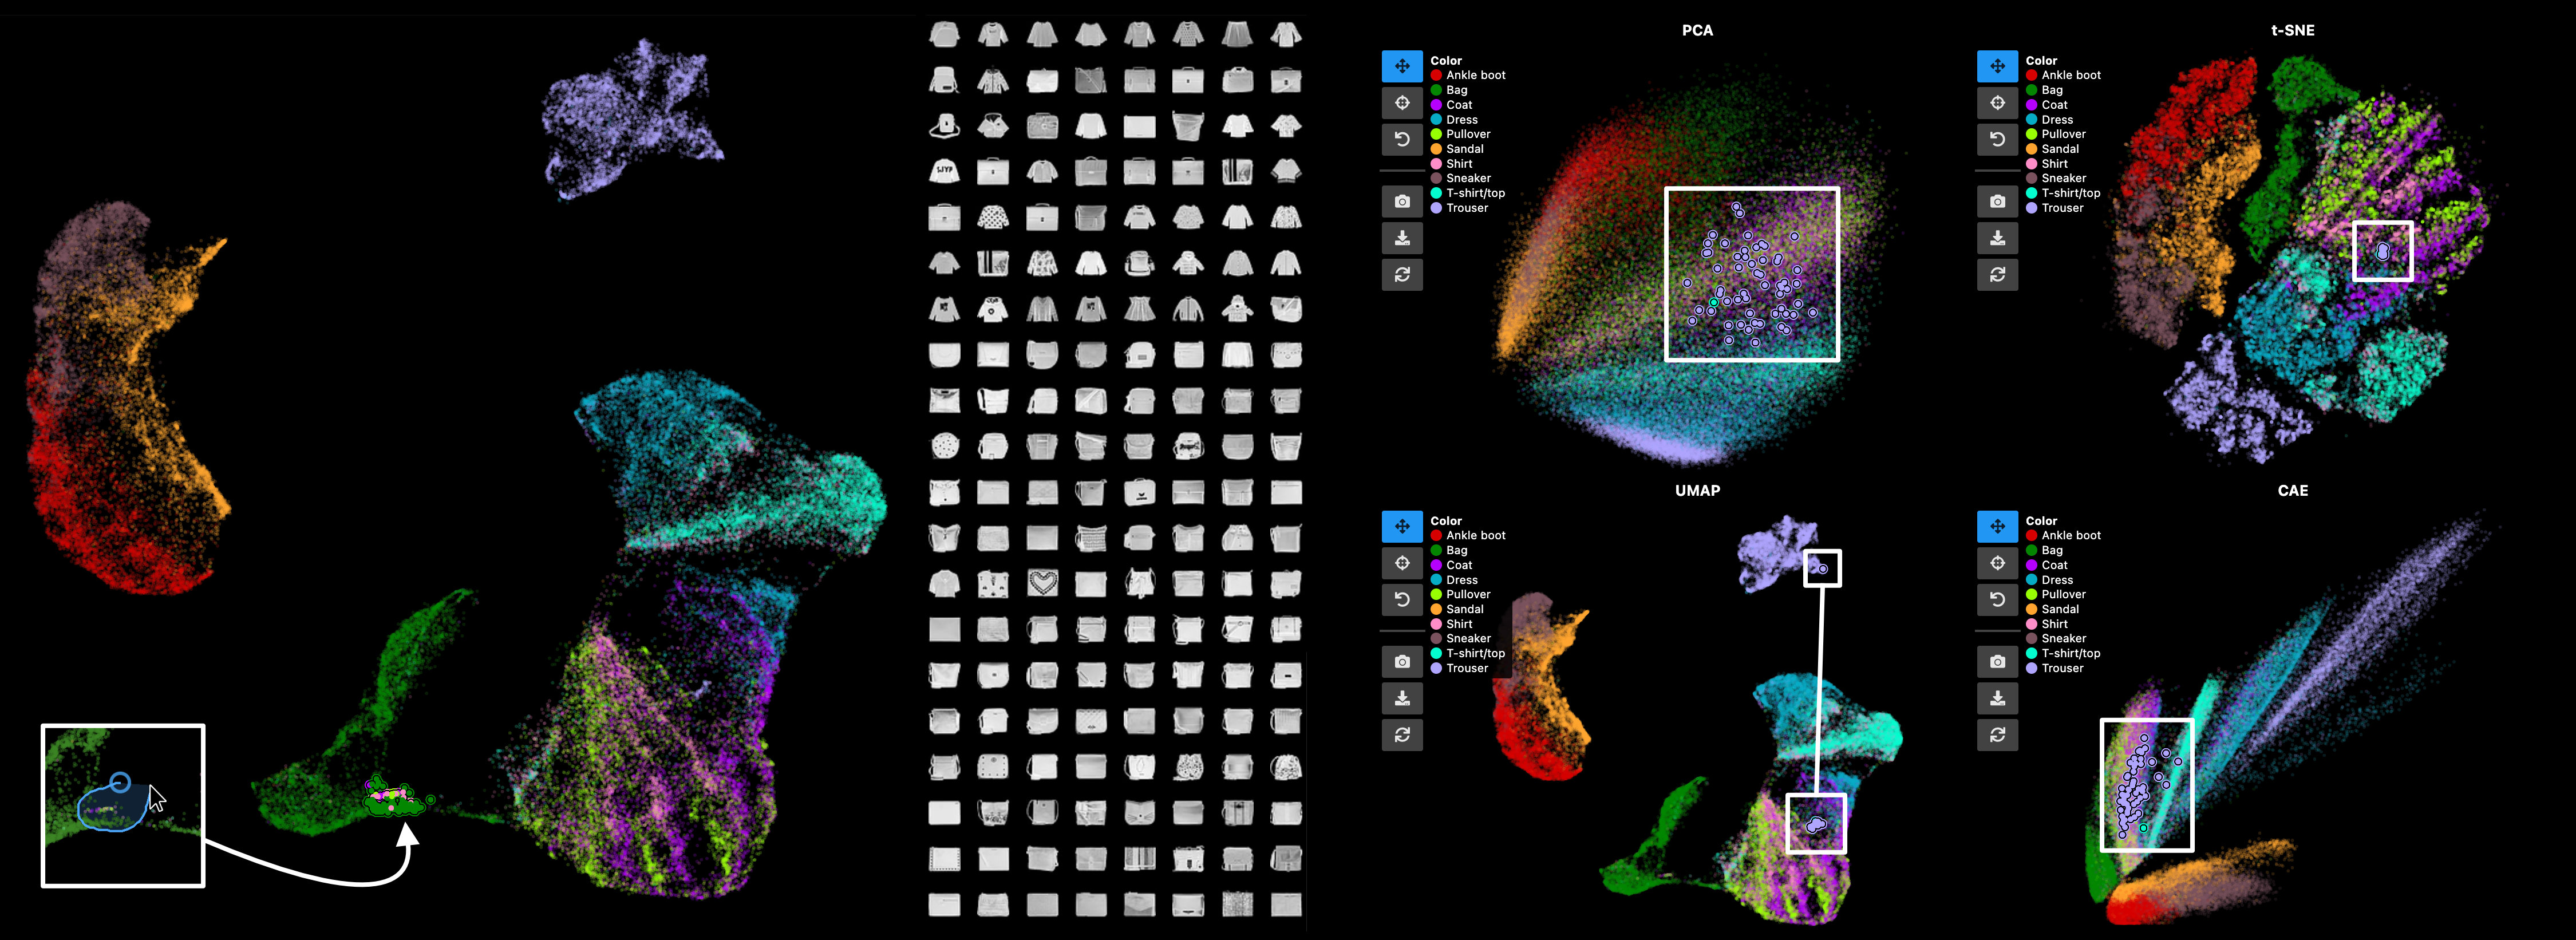 PCA
Color
Ankle boot
Bag
Coat
Dress
Pullover
Sandal
Shirt
Sneaker
T-shirt/top
Trouser
t-SNE
Color
Ankle boot
Bag
Coat
Dress
Pullover
Sandal
Shirt
Sneaker
T-shirt/top
Trouser
UMAP
Color
Ankle boot
Bag
Coat
Dress
Pullover
Sandal
Shirt
Sneaker
T-shirt/top
Trouser
CAE
Color
Ankle boot
Bag
Coat
Dress
Pullover
Sandal
Shirt
Sneaker
T-shirt/top
Trouser